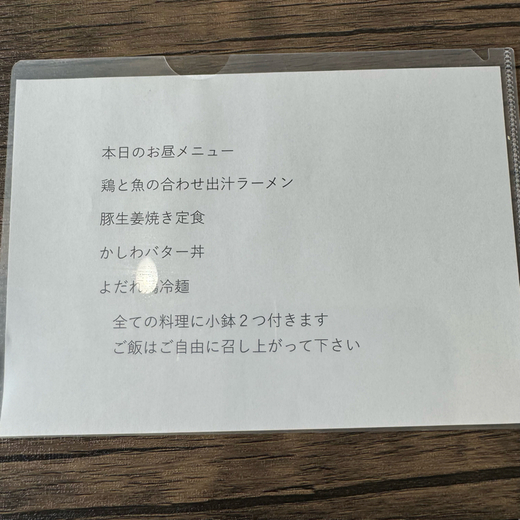 本日のお昼メニュー
鶏と魚の合わせ出汁ラーメン
豚生姜焼き定食
かしわバター丼
よだれ鶏冷麺
全ての料理に小鉢２つ付きます
ご飯はご自由に召し上がって下さい